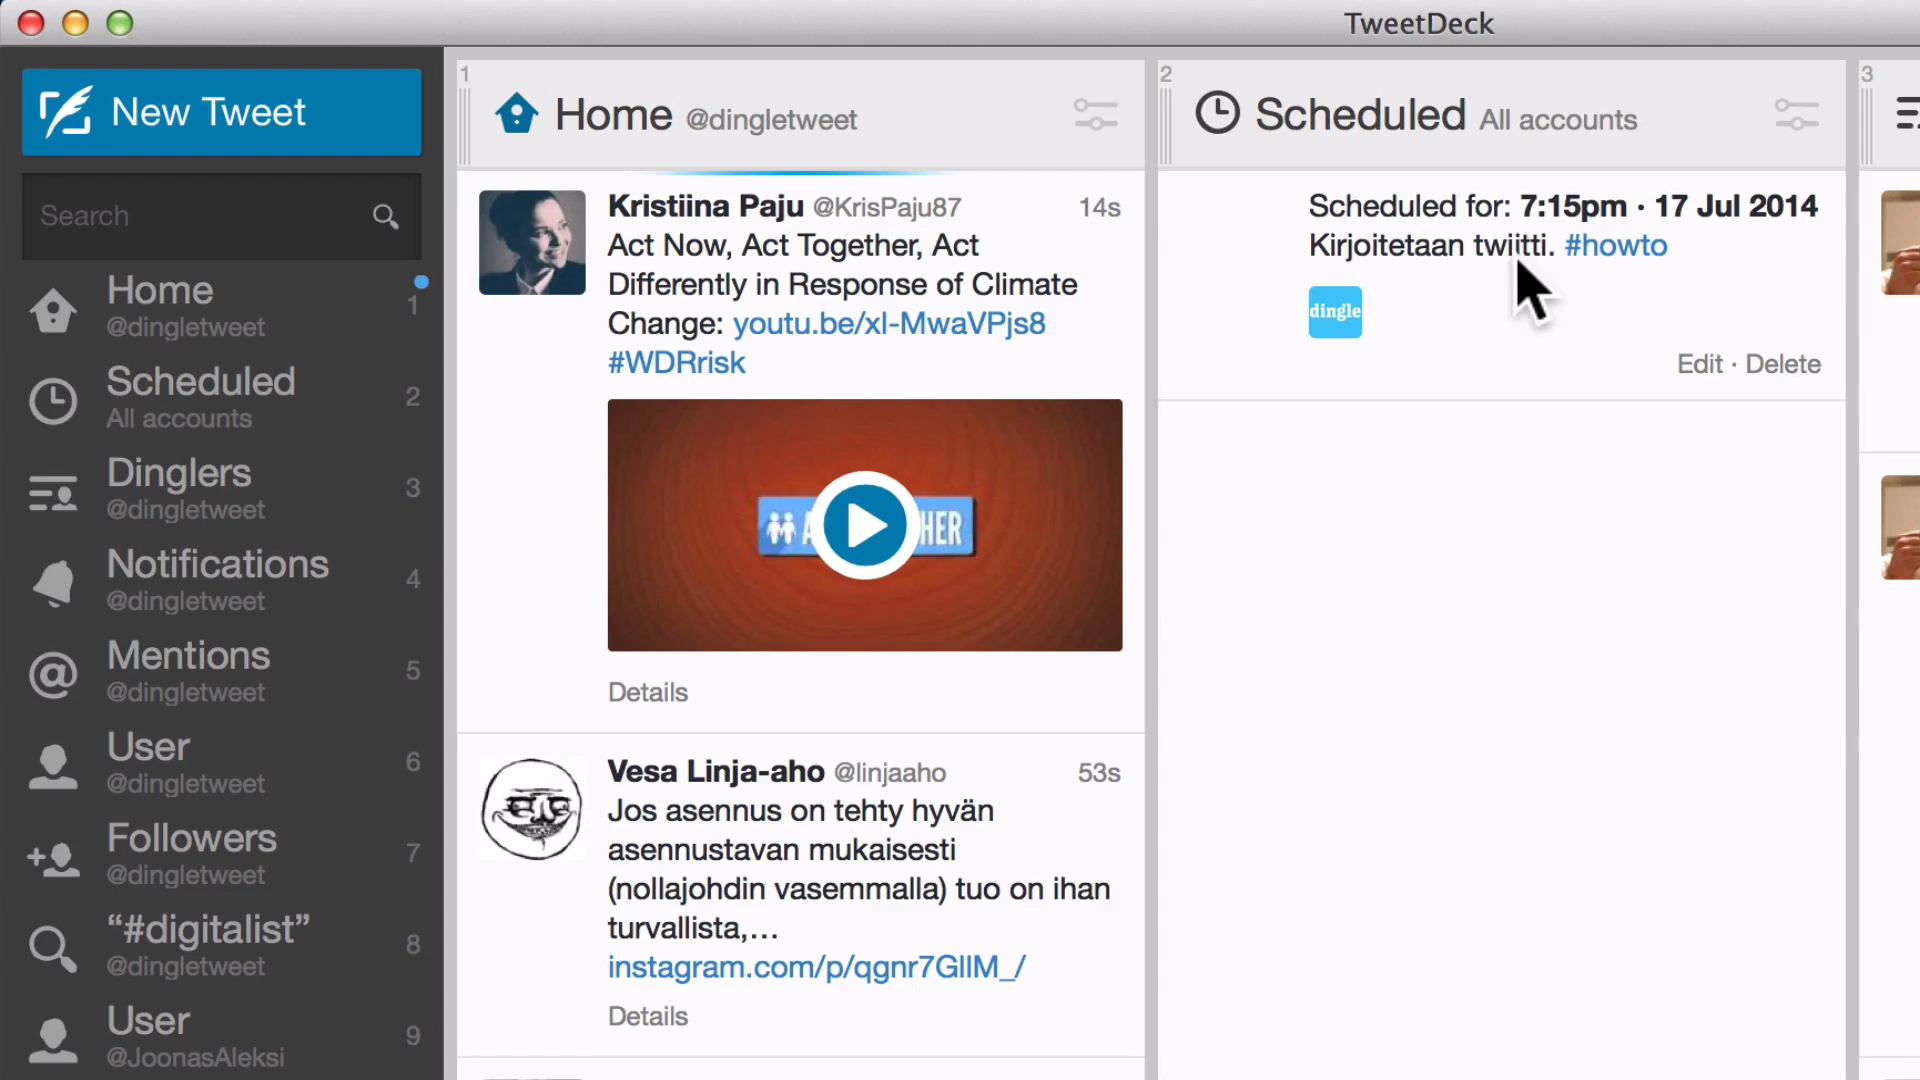 TweetDeck
New Tweet
Search
Home
@dingletweet
1
Scheduled
All accounts
2
Dinglers
@dingletweet
3
Notifications
@dingletweet
4
Mentions
@dingletweet
5
User
@dingletweet
6
Followers
@dingletweet
7
“#digitalist”
@dingletweet
8
User
@JoonasAleksi
9
1
Home @dingletweet
Kristiina Paju @KrisPaju87 14s
Act Now, Act Together, Act
Differently in Response of Climate
Change: youtu.be/xl-MwaVPjs8
#WDRrisk
Details
Vesa Linja-aho @linjaaho 53s
Jos asennus on tehty hyvän
asennustavan mukaisesti
(nollajohdin vasemmalla) tuo on ihan
turvallista,…
instagram.com/p/qgnr7GllM_/
Details
2
Scheduled All accounts
Scheduled for: 7:15pm · 17 Jul 2014
Kirjoitetaan twiitti. #howto
dingle
Edit · Delete
3